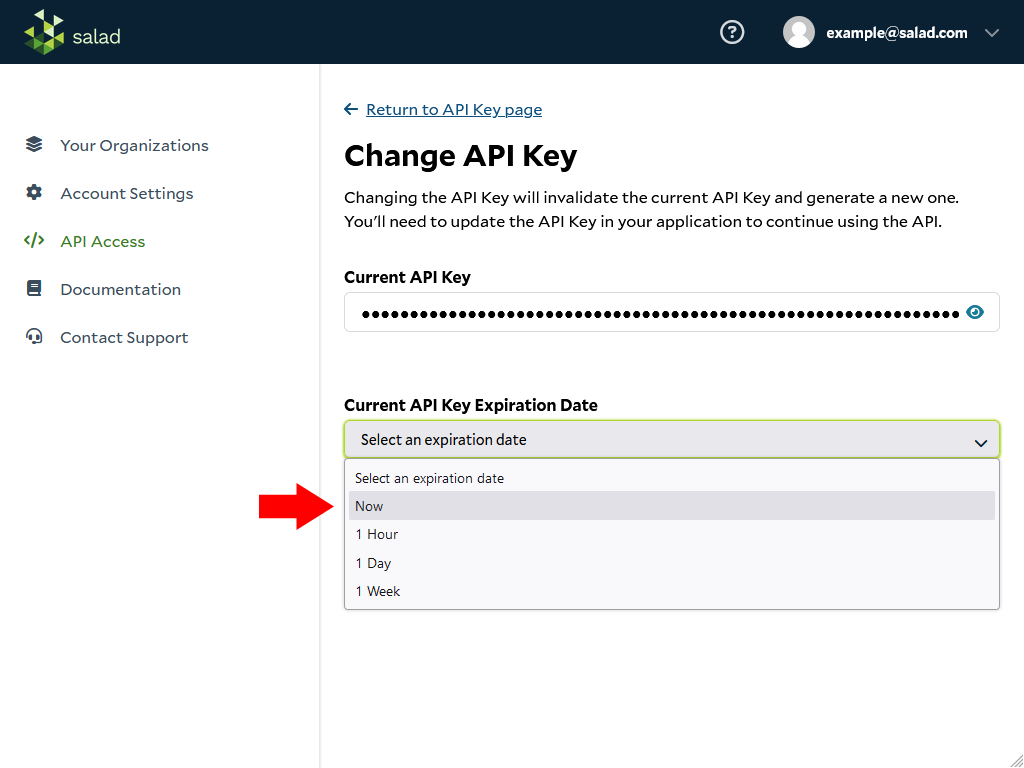 salad
example@salad.com
Your Organizations
Account Settings
API Access
Documentation
Contact Support
Return to API Key page
Change API Key
Changing the API Key will invalidate the current API Key and generate a new one.
You'll need to update the API Key in your application to continue using the API.
Current API Key
Current API Key Expiration Date
Select an expiration date
Select an expiration date
Now
1 Hour
1 Day
1 Week